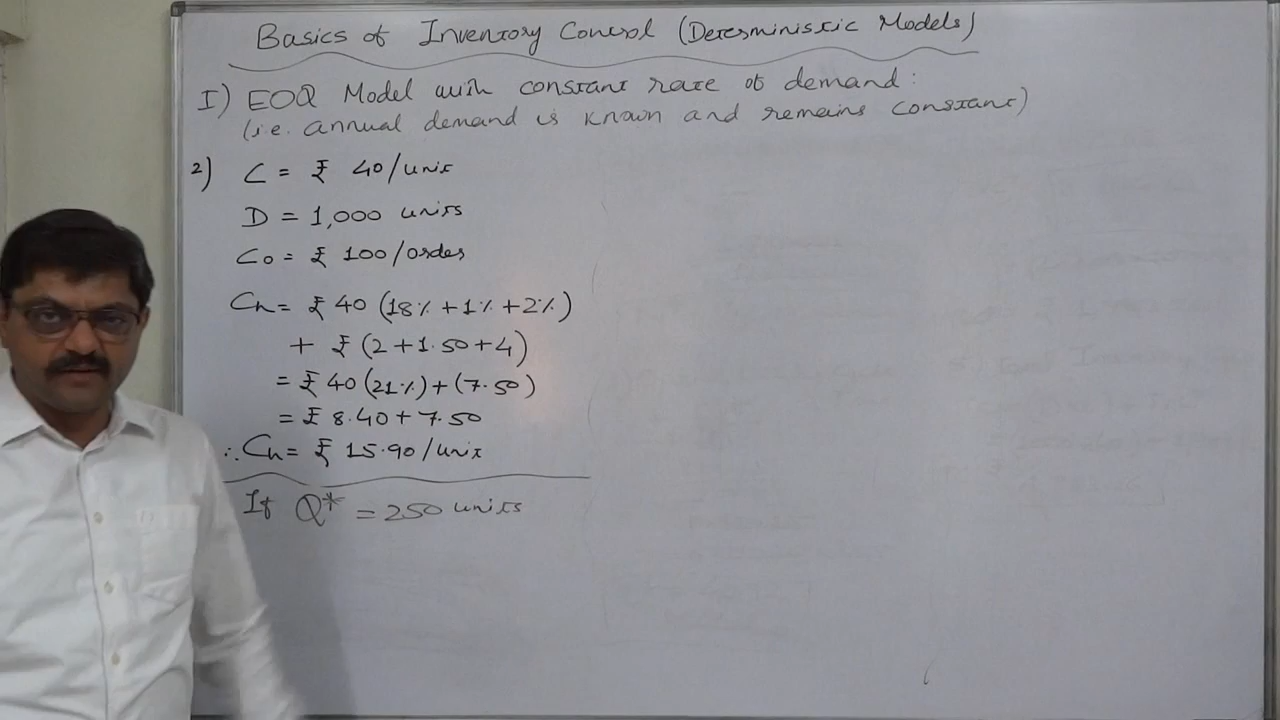 Basics of Inventory Control (Deterministic Models)
I) EOQ Model with constant rate of demand :
(i.e. annual demand is known and remains constant)
2) C = ₹ 40/unit
D = 1,000 units
Co = ₹ 100/order
Ch = ₹ 40 (18% + 1% + 2%)
+ ₹ (2 + 1.50 + 4)
= ₹ 40 (21%) + (7.50)
= ₹ 8.40 + 7.50
∴ Ch = ₹ 15.90/unit
If Q* = 250 units